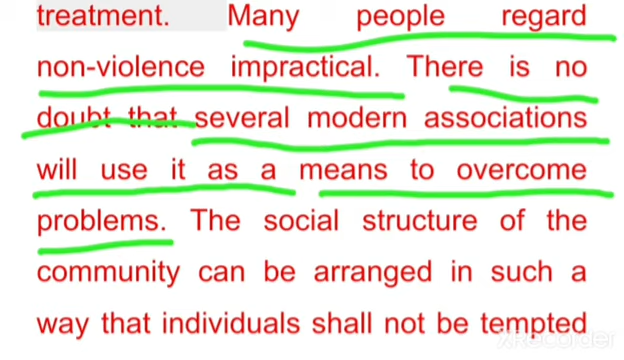 treatment. Many people regard
non-violence impractical. There is no
doubt that several modern associations
will use it as a means to overcome
problems. The social structure of the
community can be arranged in such a
way that individuals shall not be tempted
XRecorder